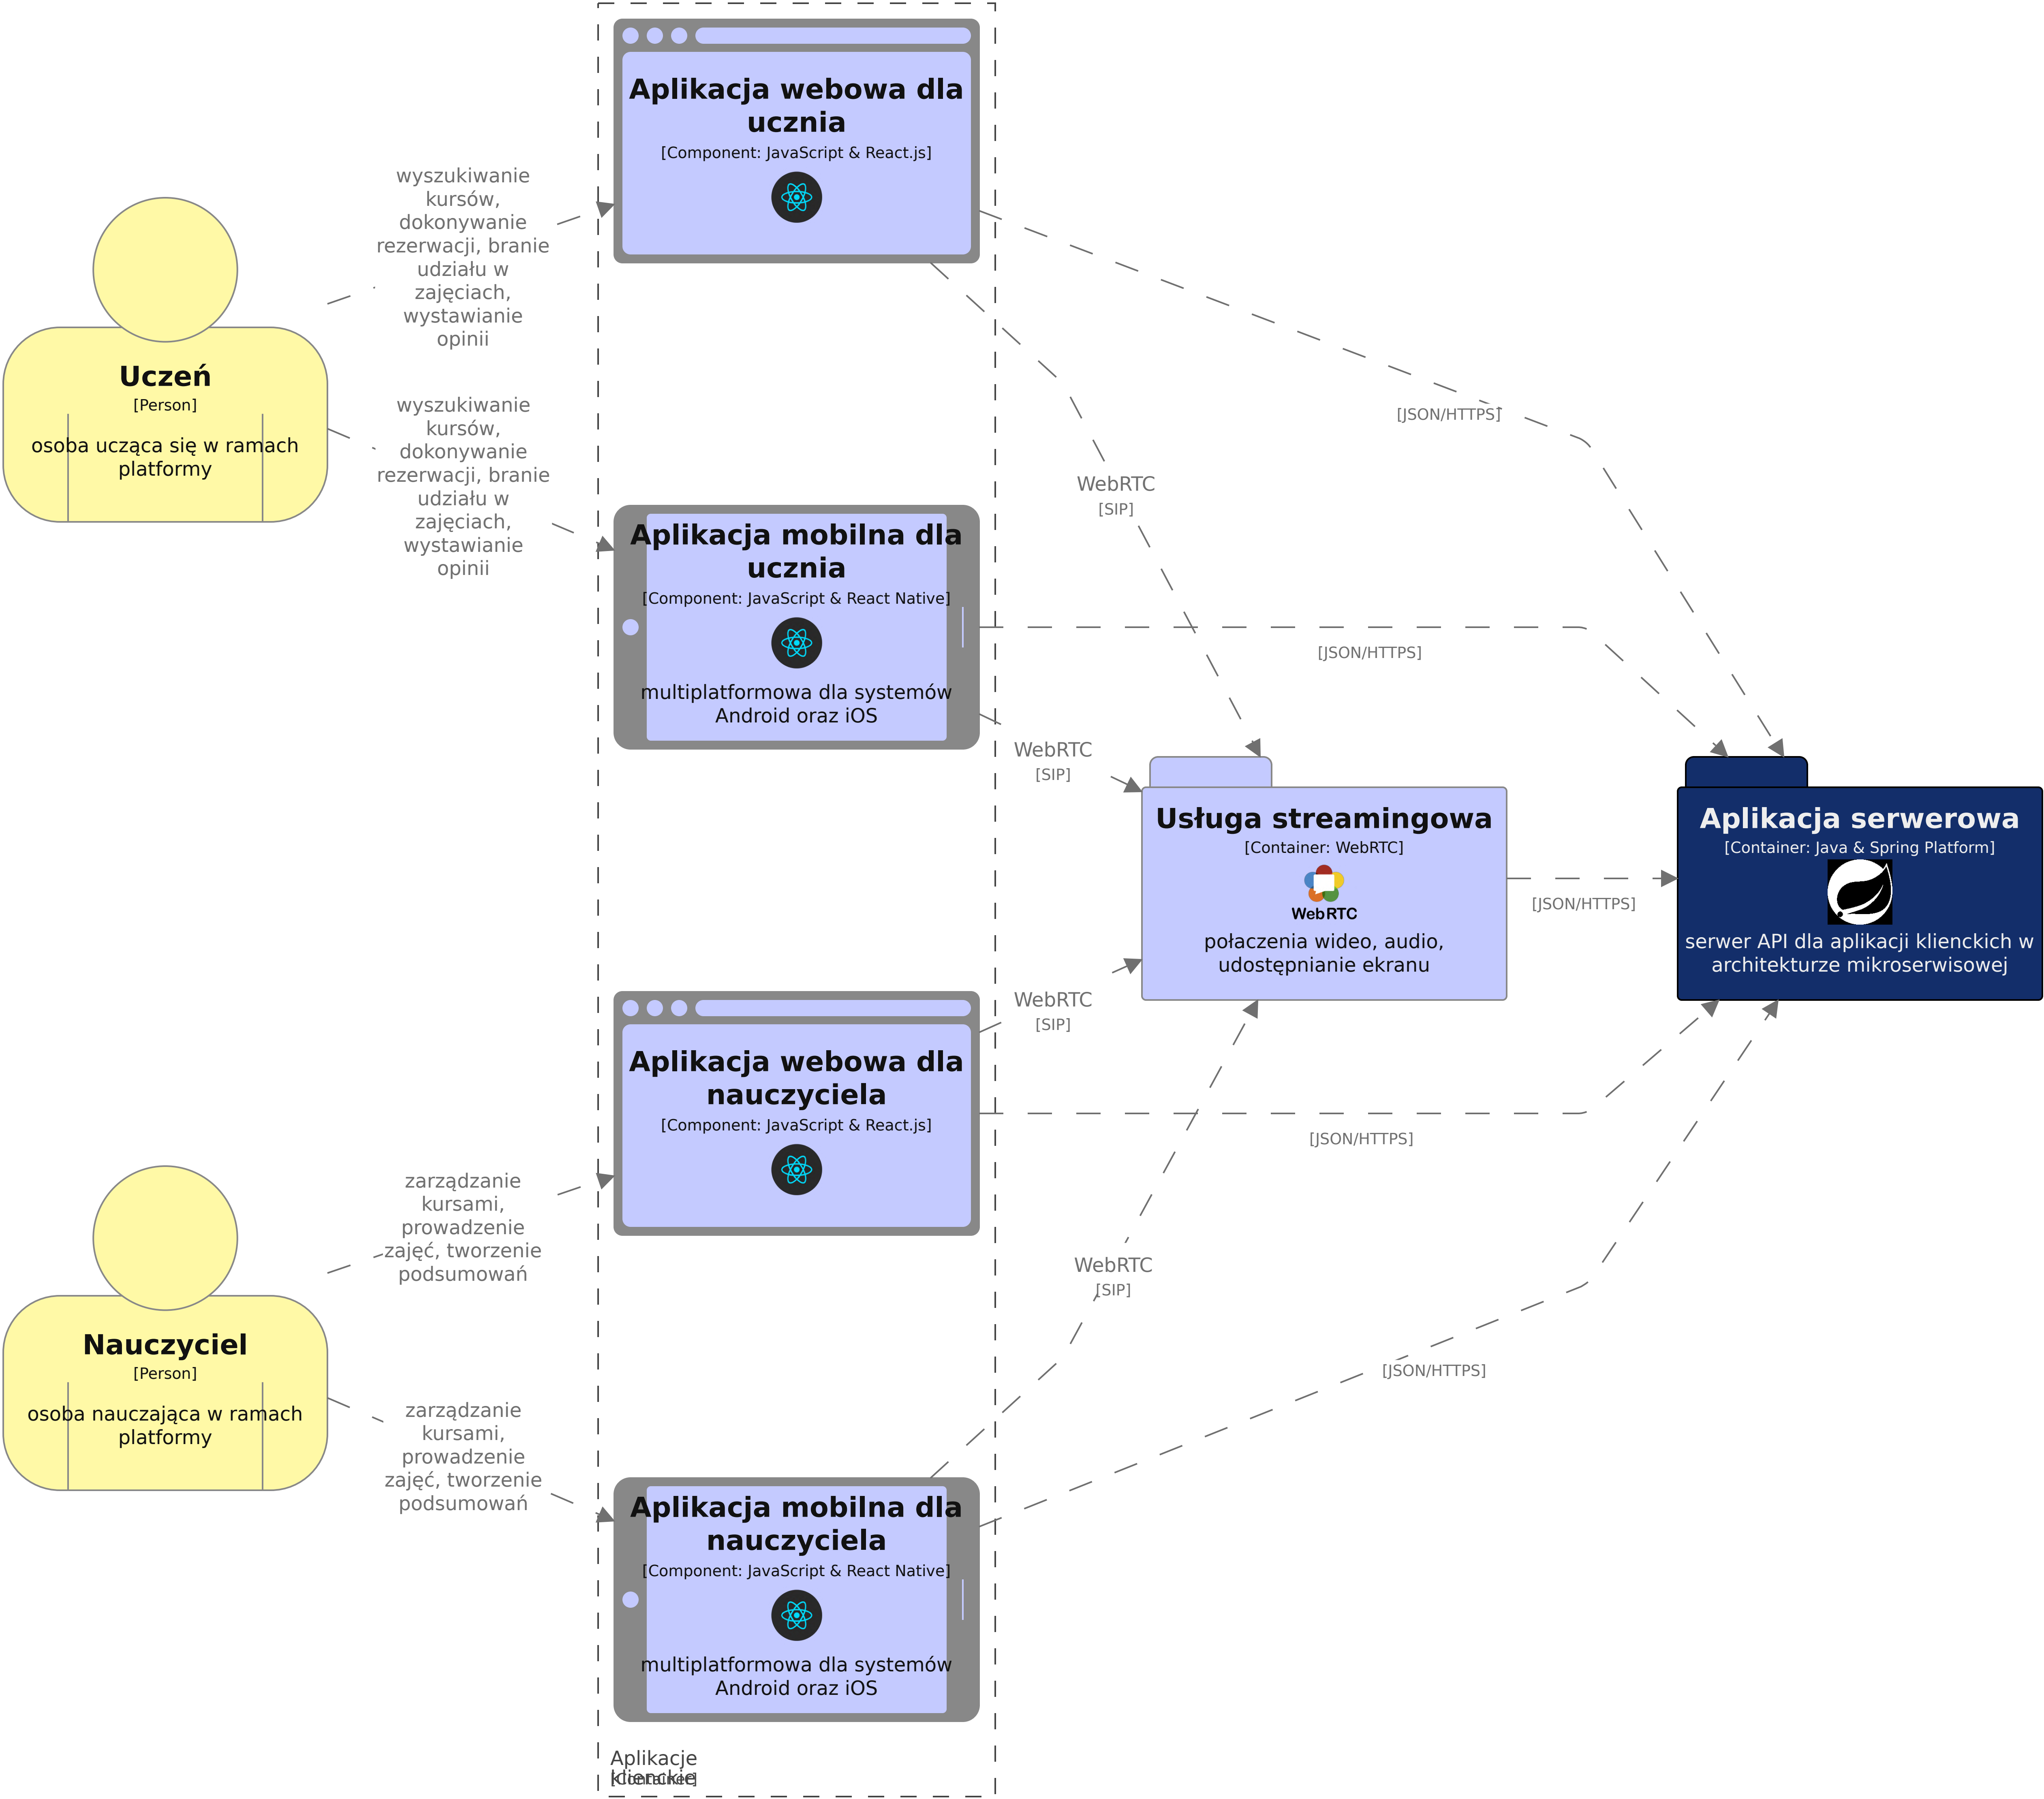 Aplikacja webowa dla
ucznia
[Component: JavaScript & React.js]
wyszukiwanie
kursów,
dokonywanie
rezerwacji, branie
udziału w
zajęciach,
wystawianie
opinii
Uczeń
[Person]
osoba ucząca się w ramach
platformy
wyszukiwanie
kursów,
dokonywanie
rezerwacji, branie
udziału w
zajęciach,
wystawianie
opinii
[JSON/HTTPS]
WebRTC
[SIP]
Aplikacja mobilna dla
ucznia
[Component: JavaScript & React Native]
multiplatformowa dla systemów
Android oraz iOS
[JSON/HTTPS]
WebRTC
[SIP]
Usługa streamingowa
[Container: WebRTC]
WebRTC
połaczenia wideo, audio,
udostępnianie ekranu
[JSON/HTTPS]
Aplikacja serwerowa
[Container: Java & Spring Platform]
serwer API dla aplikacji klienckich w
architekturze mikroserwisowej
WebRTC
[SIP]
Aplikacja webowa dla
nauczyciela
[Component: JavaScript & React.js]
[JSON/HTTPS]
zarządzanie
kursami,
prowadzenie
zajęć, tworzenie
podsumowań
Nauczyciel
[Person]
osoba nauczająca w ramach
platformy
zarządzanie
kursami,
prowadzenie
zajęć, tworzenie
podsumowań
WebRTC
[SIP]
[JSON/HTTPS]
Aplikacja mobilna dla
nauczyciela
[Component: JavaScript & React Native]
multiplatformowa dla systemów
Android oraz iOS
Aplikacje
klienckie
[Container]